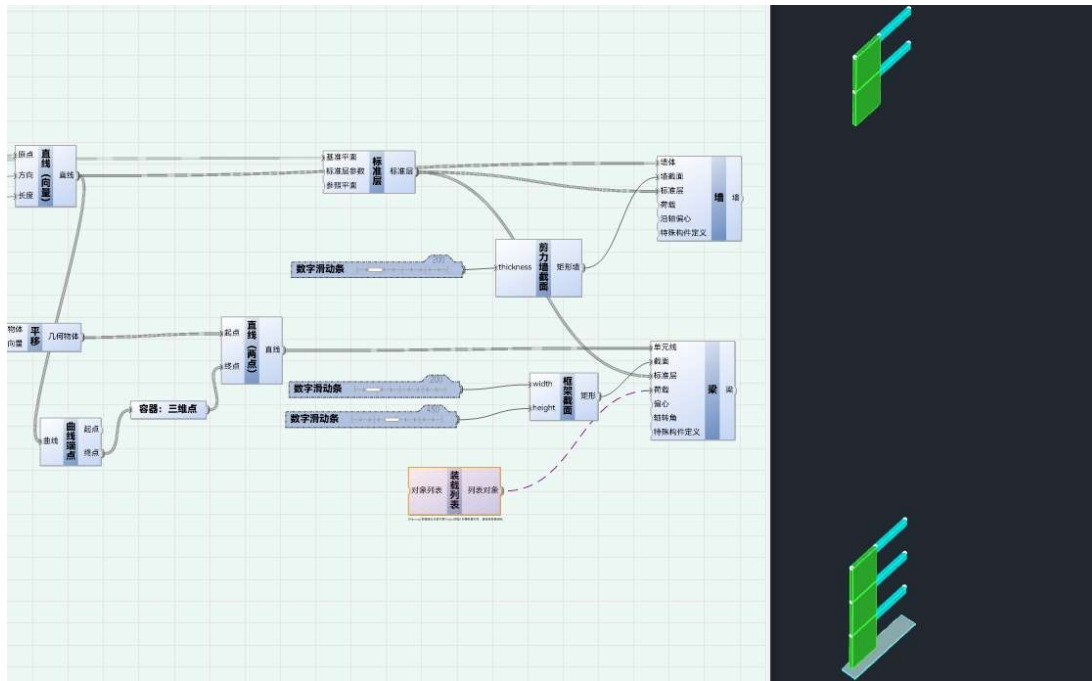 原点
方向
长度
直线（向量）
直线
基准平面
标准层参数
参照平面
标准层
标准层
墙体
墙截面
标准层
荷载
沿轴偏心
特殊构件定义
墙
墙
数字滑动条
200
thickness
剪力墙截面
矩形墙
物体
向量
平移
几何物体
起点
终点
直线（两点）
直线
单元线
截面
标准层
荷载
偏心
轴转角
特殊构件定义
梁
梁
数字滑动条
200
width
height
框架截面
矩形
数字滑动条
容器：三维点
曲线
曲线端点
起点
终点
对象列表
装载列表
列表对象